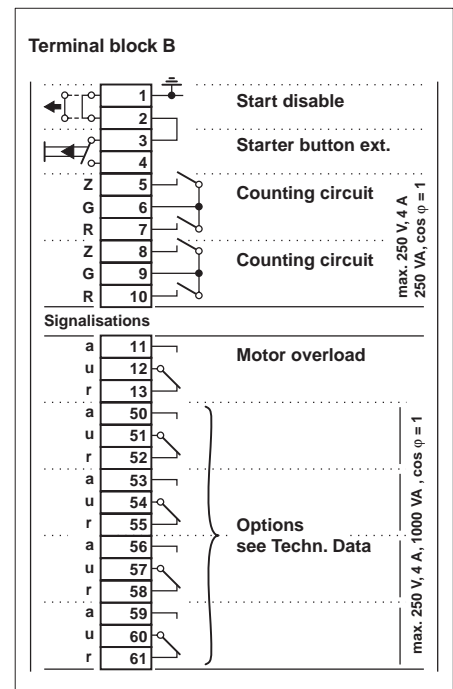 Terminal block B
1 Start disable
2
3 Starter button ext.
4
Z 5 Counting circuit
G 6
R 7
Z 8 Counting circuit
G 9
R 10
max. 250 V, 4 A
250 VA, cos φ = 1
Signalisations
a 11 Motor overload
u 12
r 13
a 50
u 51
r 52
a 53
u 54
r 55 Options
a 56 see Techn. Data
u 57
r 58
a 59
u 60
r 61
max. 250 V, 4 A, 1000 VA , cos φ = 1